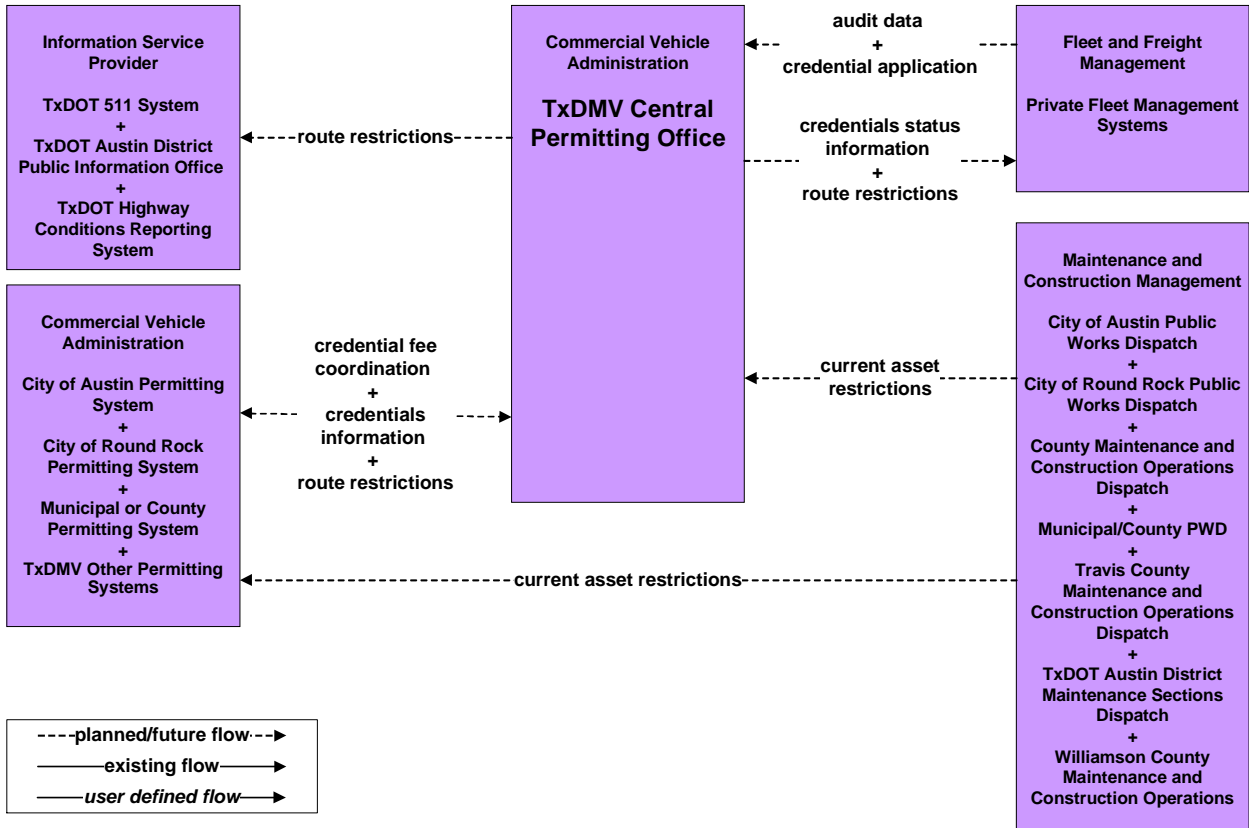 Information Service
Provider
TxDOT 511 System
+
TxDOT Austin District
Public Information Office
+
TxDOT Highway
Conditions Reporting
System
route restrictions
Commercial Vehicle
Administration
TxDMV Central
Permitting Office
audit data
+
credential application
credentials status
information
+
route restrictions
Fleet and Freight
Management
Private Fleet Management
Systems
Commercial Vehicle
Administration
City of Austin Permitting
System
+
City of Round Rock
Permitting System
+
Municipal or County
Permitting System
+
TxDMV Other Permitting
Systems
credential fee
coordination
+
credentials
information
+
route restrictions
current asset
restrictions
current asset restrictions
Maintenance and
Construction Management
City of Austin Public
Works Dispatch
+
City of Round Rock Public
Works Dispatch
+
County Maintenance and
Construction Operations
Dispatch
+
Municipal/County PWD
+
Travis County
Maintenance and
Construction Operations
Dispatch
+
TxDOT Austin District
Maintenance Sections
Dispatch
+
Williamson County
Maintenance and
Construction Operations
planned/future flow
existing flow
user defined flow